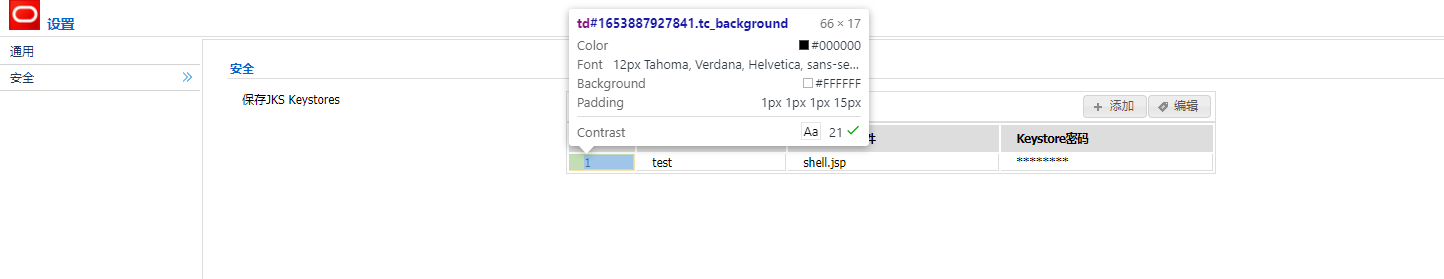 设置
通用
安全
安全
保存JKS Keystores
td#1653887927841.tc_background 66 × 17
Color #000000
Font 12px Tahoma, Verdana, Helvetica, sans-se...
Background #FFFFFF
Padding 1px 1px 1px 15px
Contrast Aa 21
添加 编辑
件 Keystore密码
1 test shell.jsp ********